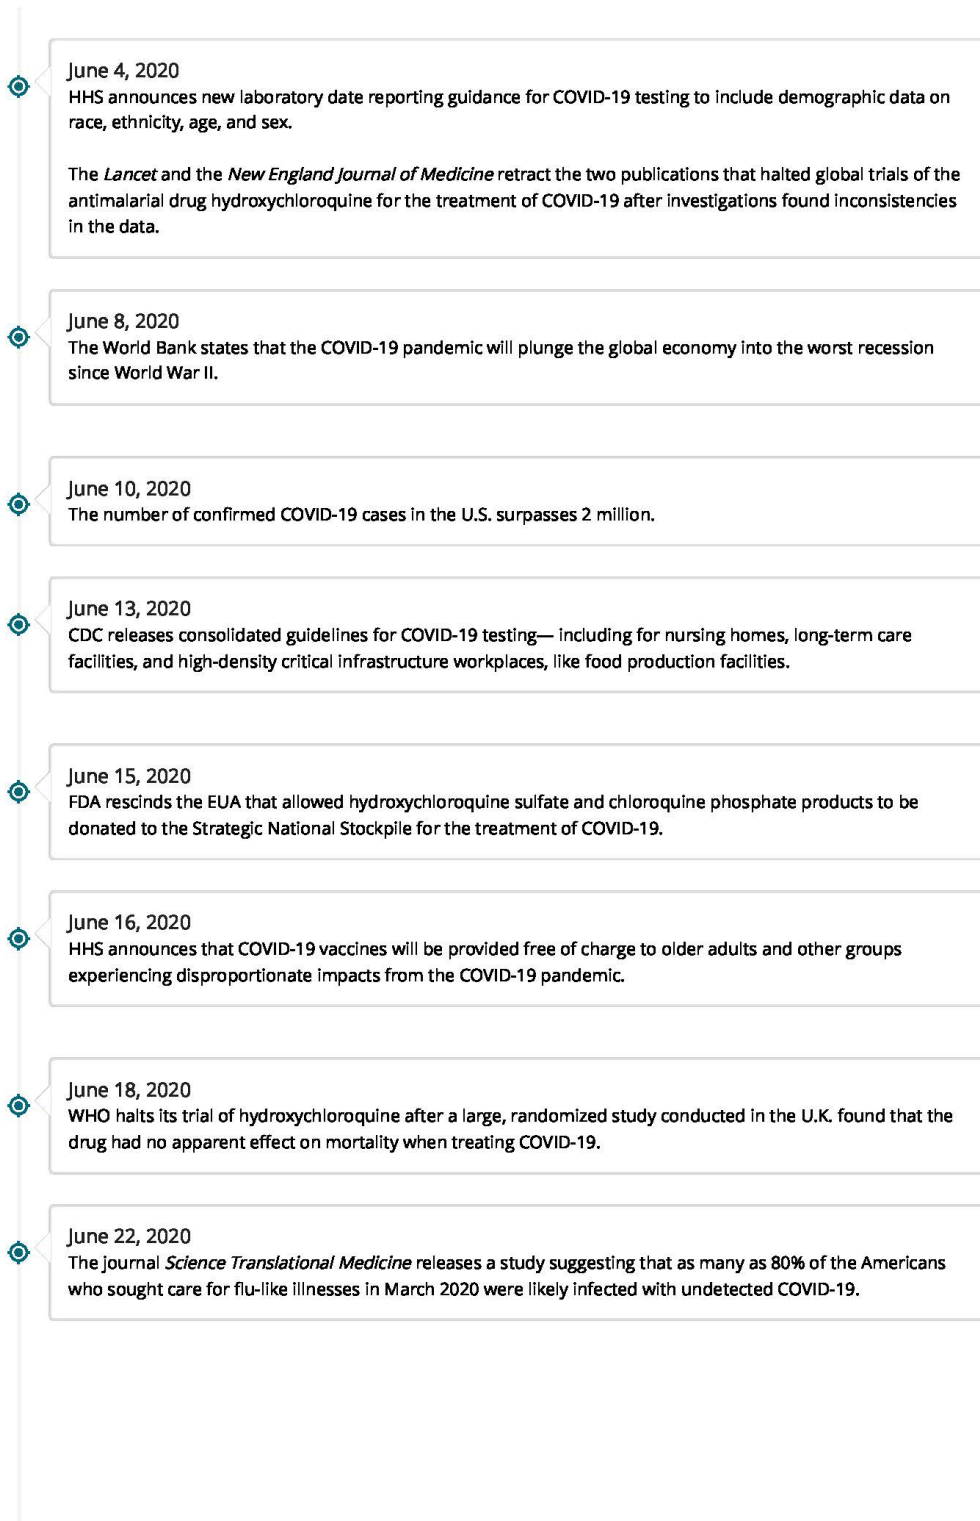 June 4, 2020
HHS announces new laboratory date reporting guidance for COVID-19 testing to include demographic data on
race, ethnicity, age, and sex.
The Lancet and the New England Journal of Medicine retract the two publications that halted global trials of the
antimalarial drug hydroxychloroquine for the treatment of COVID-19 after investigations found inconsistencies
in the data.
June 8, 2020
The World Bank states that the COVID-19 pandemic will plunge the global economy into the worst recession
since World War II.
June 10, 2020
The number of confirmed COVID-19 cases in the U.S. surpasses 2 million.
June 13, 2020
CDC releases consolidated guidelines for COVID-19 testing— including for nursing homes, long-term care
facilities, and high-density critical infrastructure workplaces, like food production facilities.
June 15, 2020
FDA rescinds the EUA that allowed hydroxychloroquine sulfate and chloroquine phosphate products to be
donated to the Strategic National Stockpile for the treatment of COVID-19.
June 16, 2020
HHS announces that COVID-19 vaccines will be provided free of charge to older adults and other groups
experiencing disproportionate impacts from the COVID-19 pandemic.
June 18, 2020
WHO halts its trial of hydroxychloroquine after a large, randomized study conducted in the U.K. found that the
drug had no apparent effect on mortality when treating COVID-19.
June 22, 2020
The journal Science Translational Medicine releases a study suggesting that as many as 80% of the Americans
who sought care for flu-like illnesses in March 2020 were likely infected with undetected COVID-19.